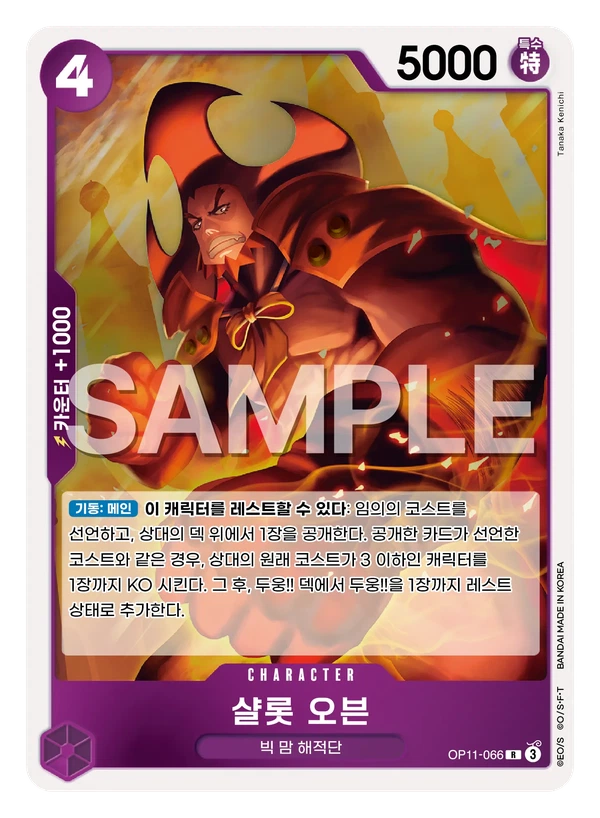 4
5000
특수
特
Tanaka Kenichi
카운터 +1000
SAMPLE
기동: 메인 이 캐릭터를 레스트할 수 있다: 임의의 코스트를
선언하고, 상대의 덱 위에서 1장을 공개한다. 공개한 카드가 선언한
코스트와 같은 경우, 상대의 원래 코스트가 3 이하인 캐릭터를
1장까지 KO 시킨다. 그 후, 두웅!! 덱에서 두웅!!을 1장까지 레스트
상태로 추가한다.
CHARACTER
샬롯 오븐
빅 맘 해적단
OP11-066 R 3
©EO/S ©O/S·F·T BANDAI MADE IN KOREA